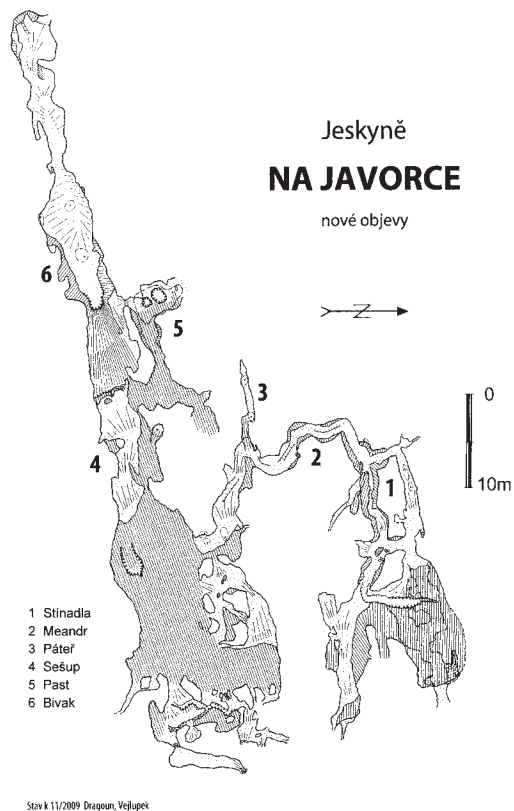 Jeskyně
NA JAVORCE
nové objevy
6
5
3
0
4
2
1
10m
1 Stínadla
2 Meandr
3 Páteř
4 Sešup
5 Past
6 Bivak
Stav k 11/2009 Dragoun, Vejlupek